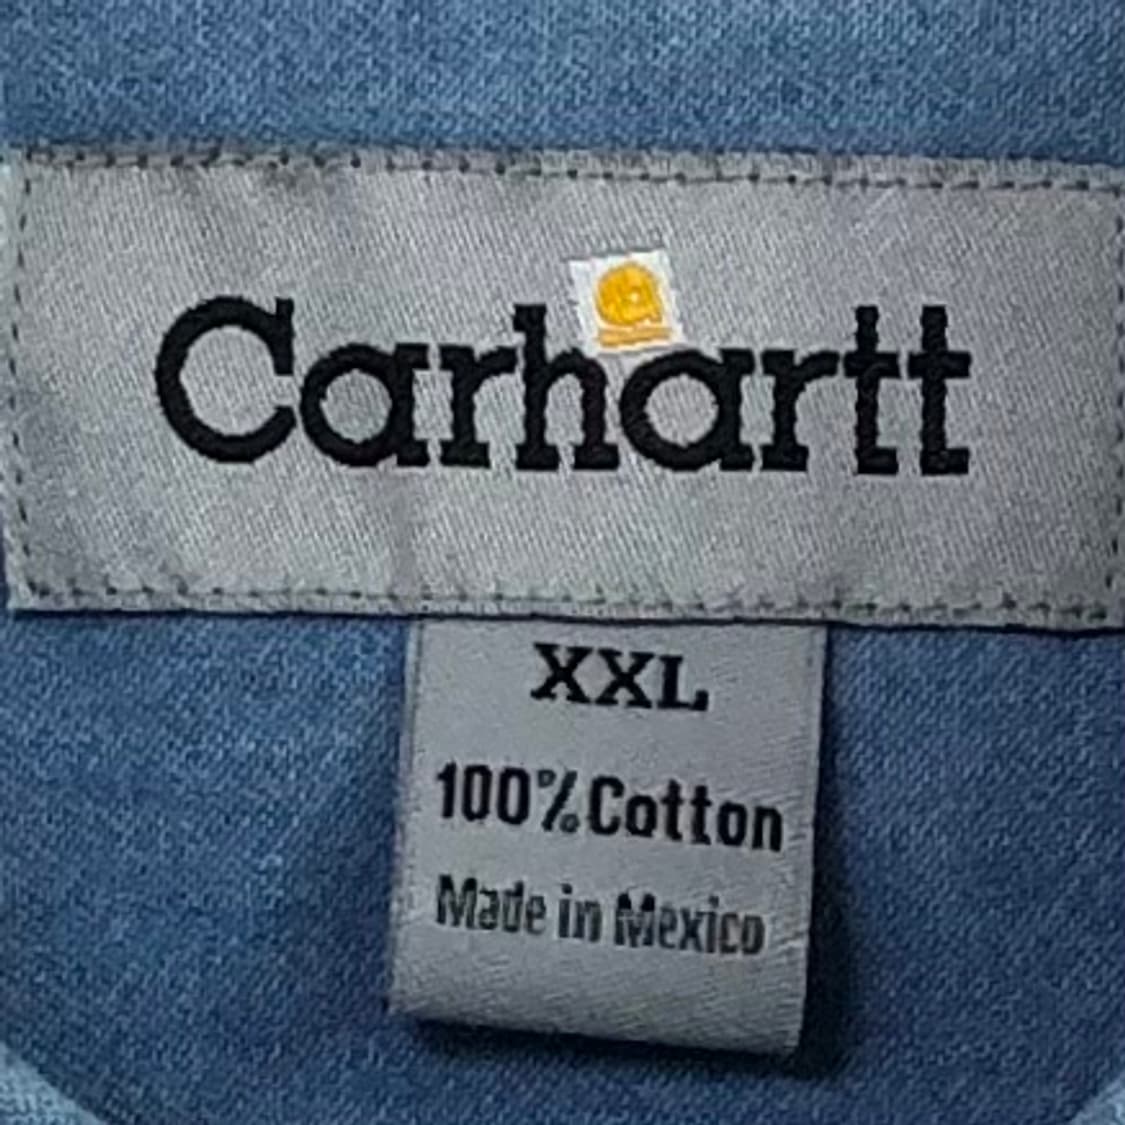 Carhartt
XXL
100% Cotton
Made in Mexico